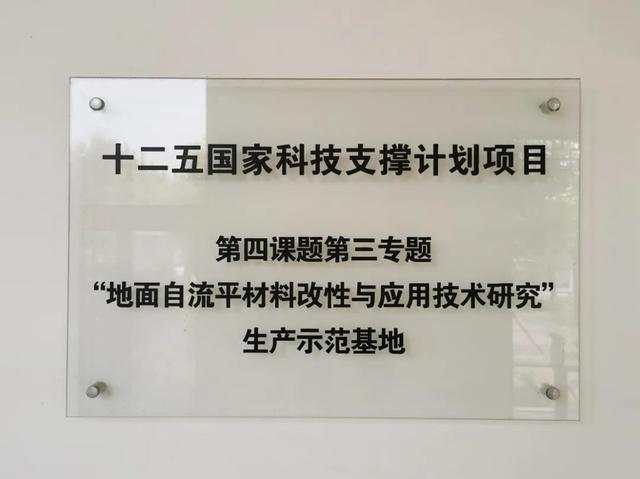 十二五国家科技支撑计划项目
第四课题第三专题
“地面自流平材料改性与应用技术研究”
生产示范基地